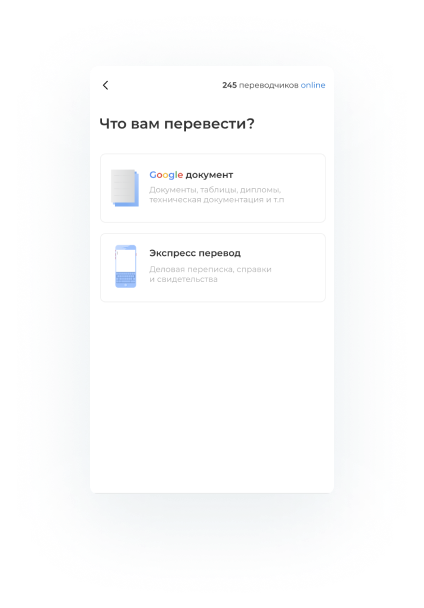 245 переводчиков online
Что вам перевести?
Google документ
Документы, таблицы, дипломы,
техническая документация и т.п
Экспресс перевод
Деловая переписка, справки
и свидетельства